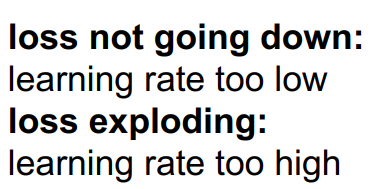 loss not going down:
learning rate too low
loss exploding:
learning rate too high